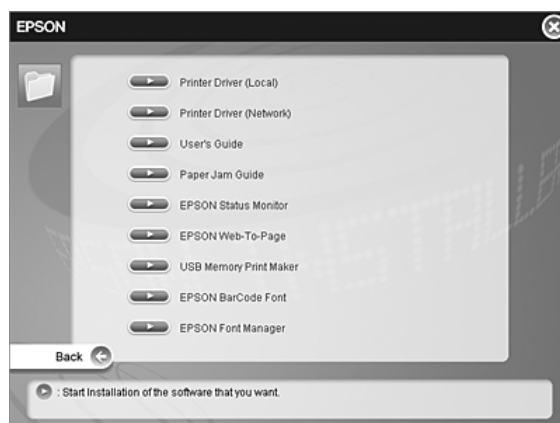 EPSON
Printer Driver (Local)
Printer Driver (Network)
User's Guide
Paper Jam Guide
EPSON Status Monitor
EPSON Web-To-Page
USB Memory Print Maker
EPSON BarCode Font
EPSON Font Manager
Back
: Start Installation of the software that you want.